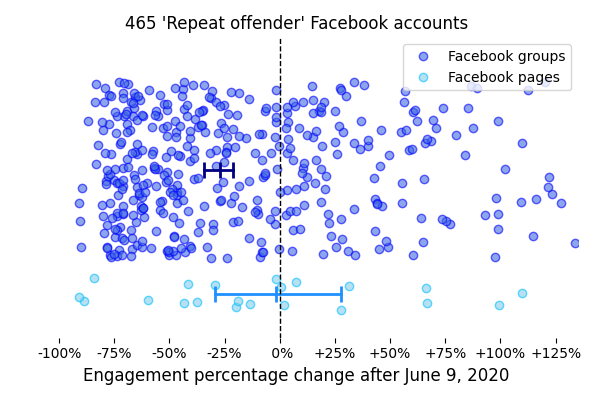 465 'Repeat offender' Facebook accounts
Facebook groups
Facebook pages
-100% -75% -50% -25% 0% +25% +50% +75% +100% +125%
Engagement percentage change after June 9, 2020